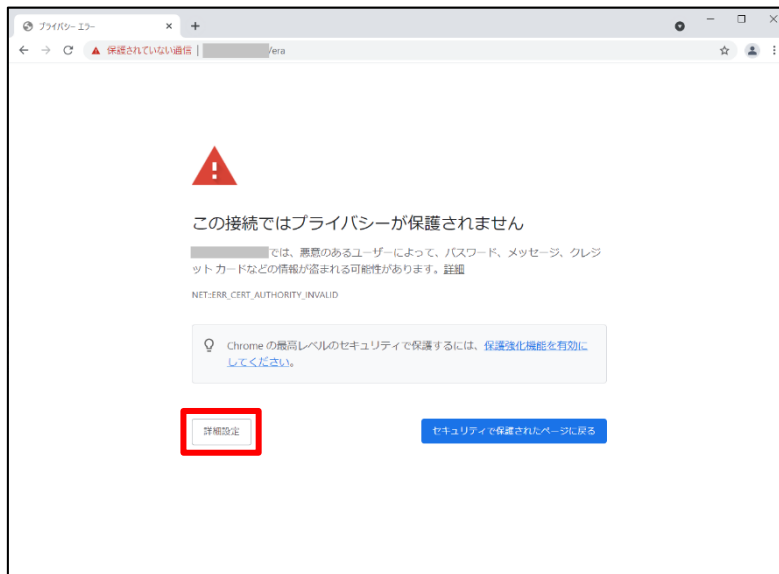 プライバシー エラー
保護されていない通信 | /era
この接続ではプライバシーが保護されません
では、悪意のあるユーザーによって、パスワード、メッセージ、クレジ
ット カードなどの情報が盗まれる可能性があります。詳細
NET::ERR_CERT_AUTHORITY_INVALID
Chrome の最高レベルのセキュリティで保護するには、保護強化機能を有効に
してください。
詳細設定
セキュリティで保護されたページに戻る